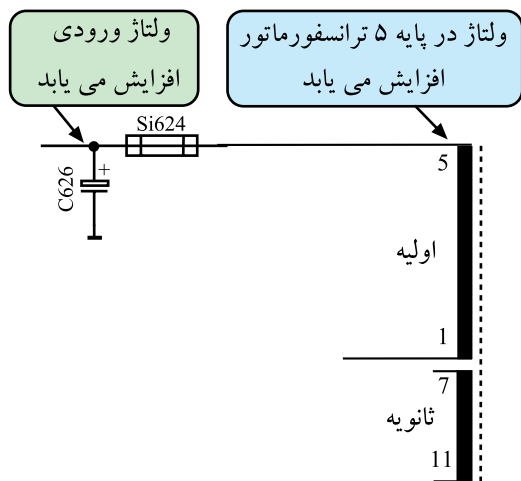 ولتاژ ورودی
افزایش می یابد
ولتاژ در پایه ۵ ترانسفورماتور
افزایش می یابد
Si624
+
C626
5
اولیه
1
7
ثانویه
11